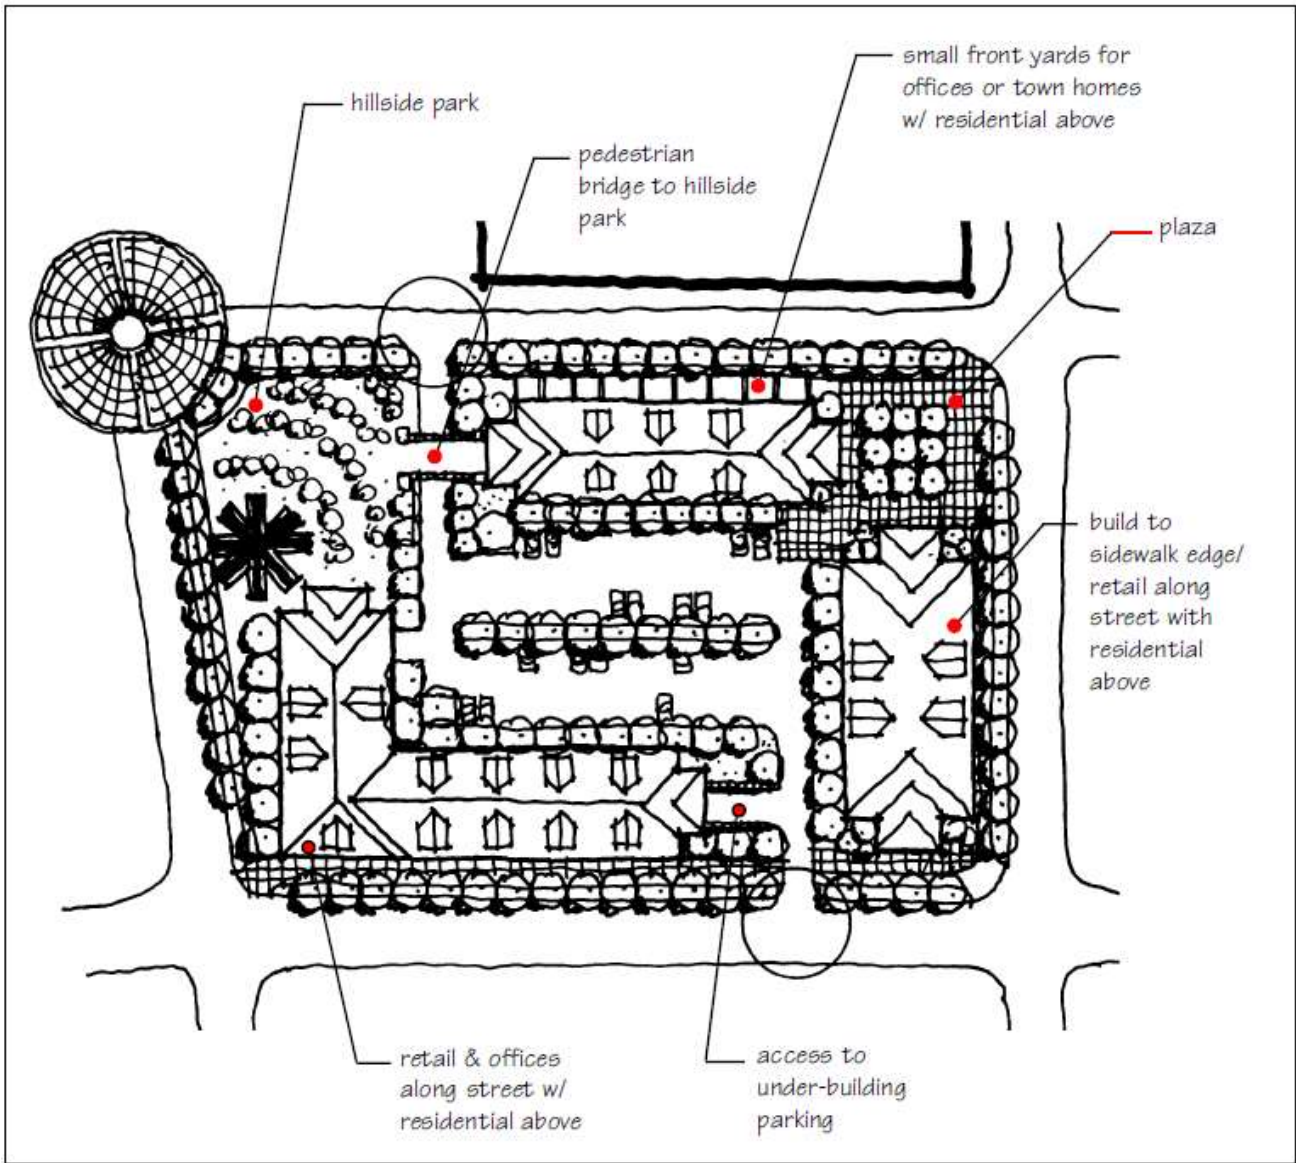 small front yards for
offices or town homes
w/ residential above
hillside park
pedestrian
bridge to hillside
park
plaza
build to
sidewalk edge/
retail along
street with
residential
above
retail & offices
along street w/
residential above
access to
under-building
parking